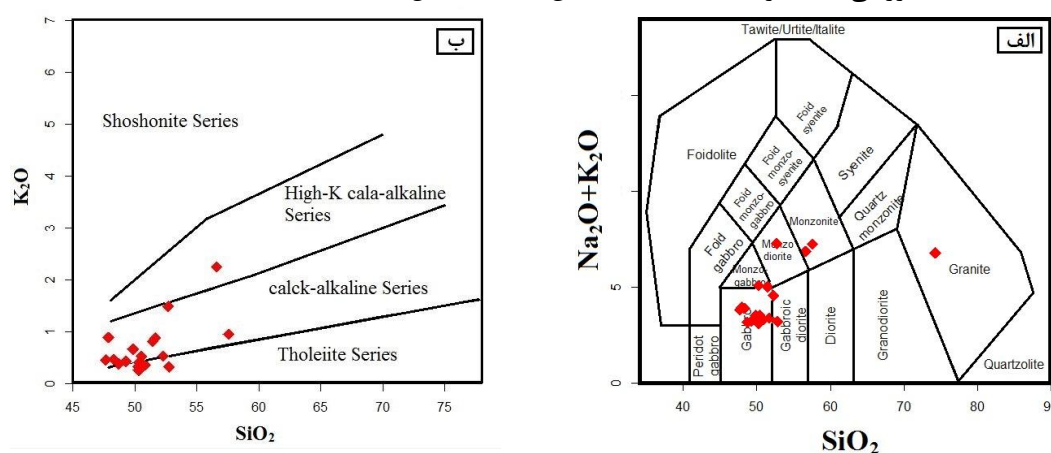 ب
7
6
5
4
3
2
1
0
K₂O
Shoshonite Series
High-K cala-alkaline
Series
calck-alkaline Series
Tholeiite Series
45
50
55
60
65
70
75
SiO₂
الف
Tawite/Urtite/Italite
Foidolite
Foid
syenite
Foid
monzo-
syenite
Syenite
Foid
monzo-
gabbro
Monzonite
Quartz
monzonite
Foid
gabbro
Monzo
diorite
Monzo-
gabbro
Granite
Peridot
gabbro
Gabbro
Gabbroic
diorite
Diorite
Granodiorite
Quartzolite
Na₂O+K₂O
5
0
40
50
60
70
80
90
SiO₂